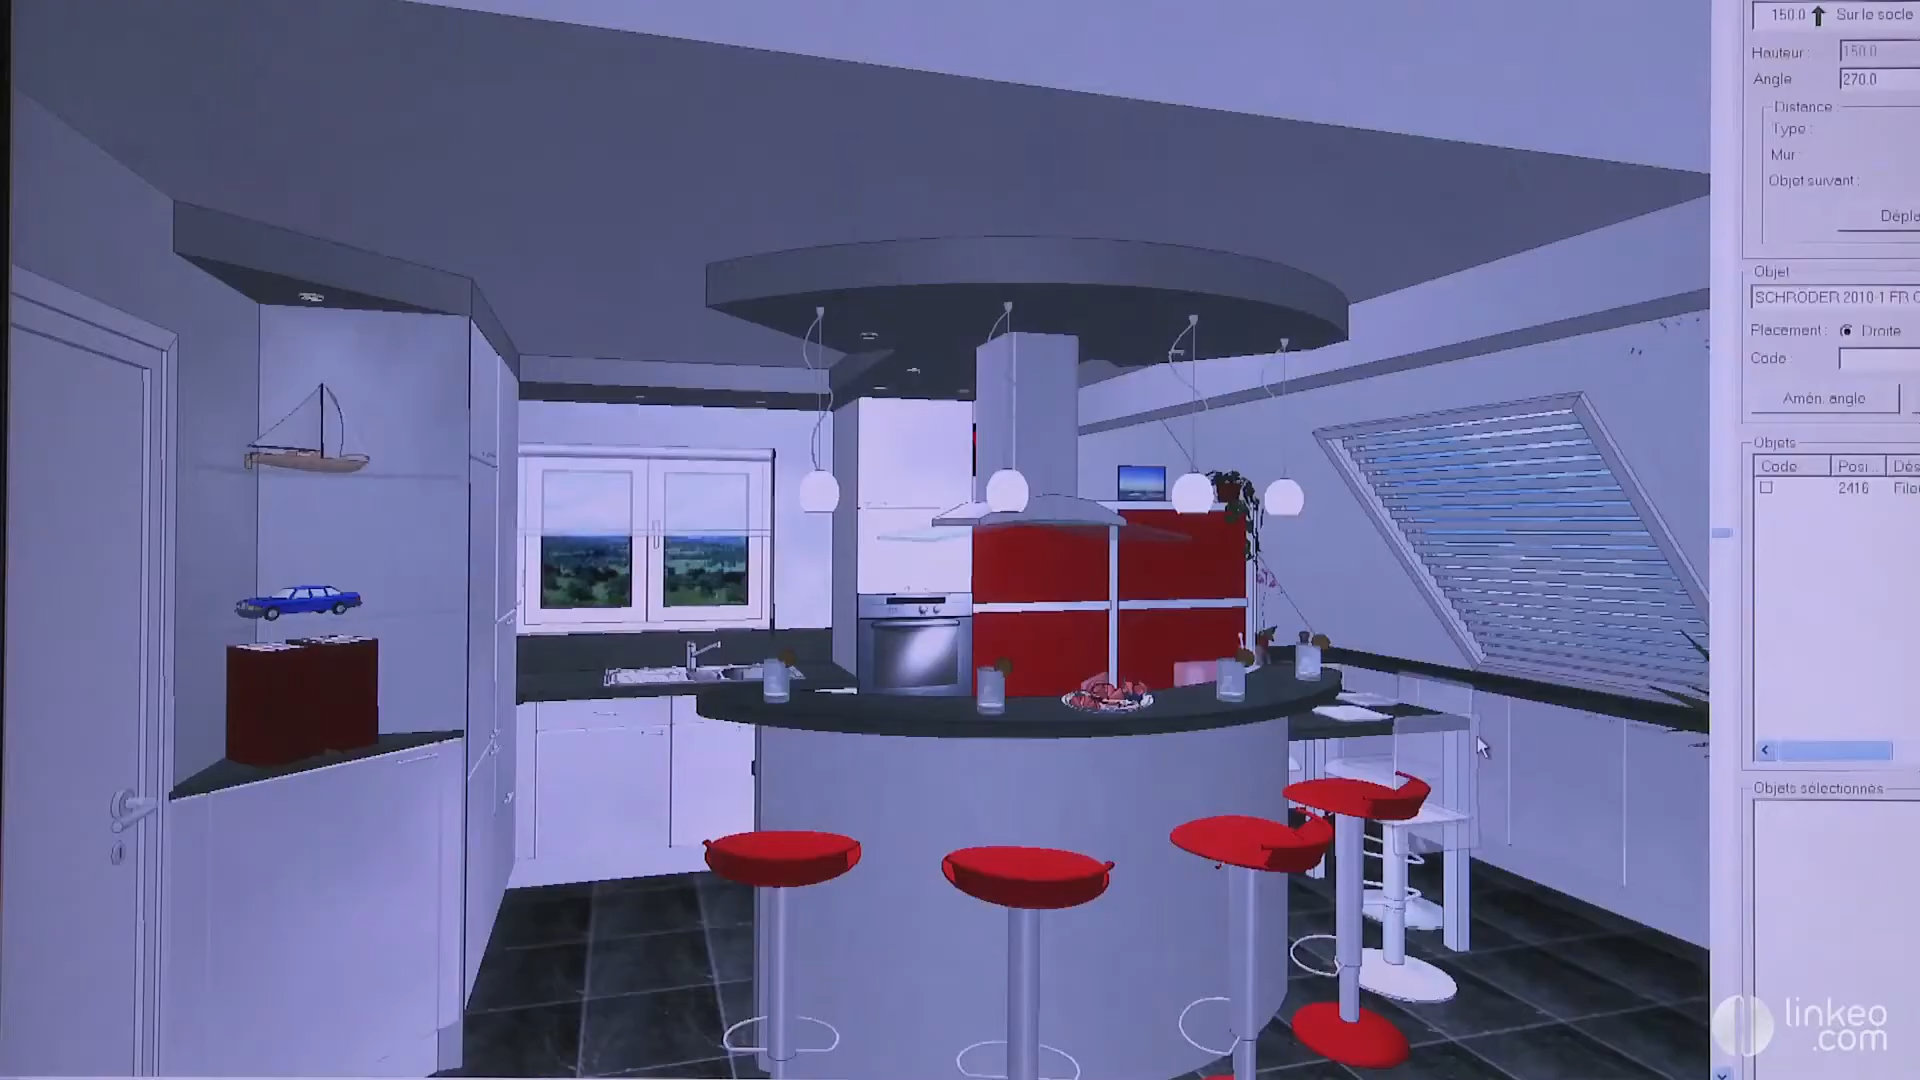 150.0 Sur le socle
Hauteur : 150.0
Angle 270.0
Distance :
Type :
Mur
Objet suivant :
Objet
SCHRODER 2010-1 FR
Placement : Droite
Code :
Amén. angle
Objets
Code Posi...
2416
Objets sélectionnés
linkeo
.com